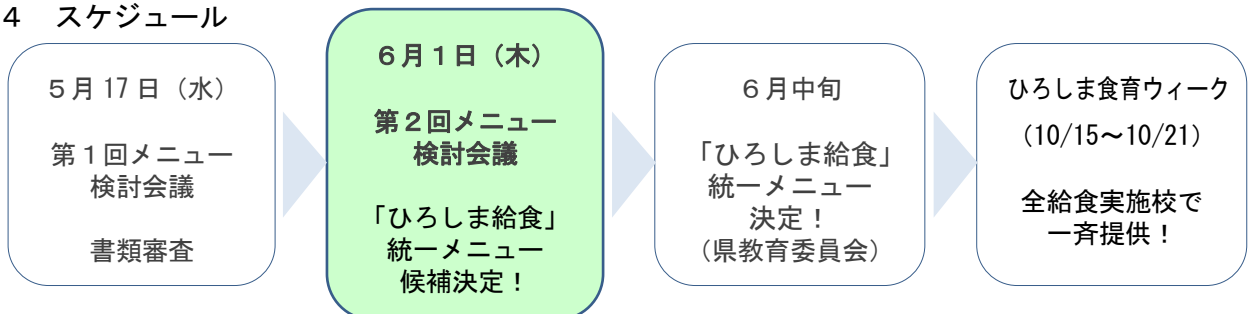 ４　スケジュール
５月 17 日（水）
第１回メニュー
検討会議
書類審査
６月１日（木）
第２回メニュー
検討会議
「ひろしま給食」
統一メニュー
候補決定！
６月中旬
「ひろしま給食」
統一メニュー
決定！
（県教育委員会）
ひろしま食育ウィーク
（10/15～10/21）
全給食実施校で
一斉提供！